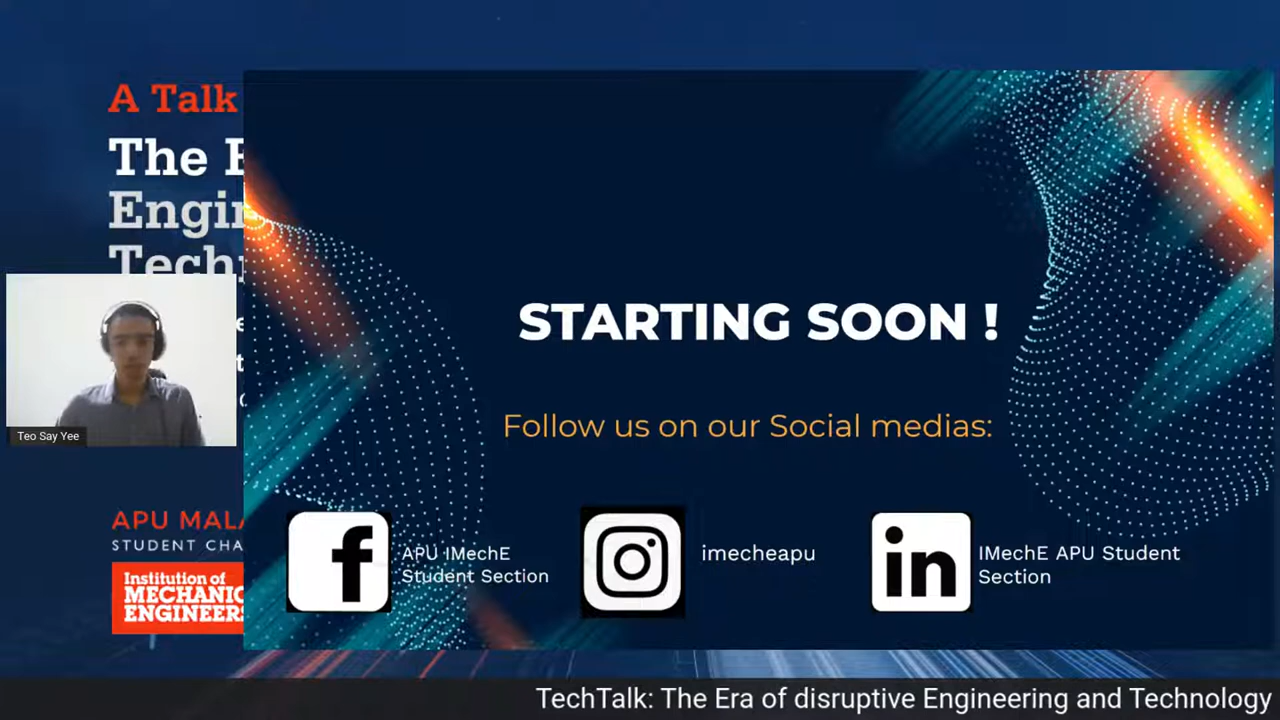 A Talk
The
Engin
Techn
STARTING SOON !
Follow us on our Social medias:
Teo Say Yee
APU MALA
STUDENT CHA
Institution of
MECHANIC
ENGINEERS
APU IMechE
Student Section
imecheapu
IMechE APU Student
Section
TechTalk: The Era of disruptive Engineering and Technology